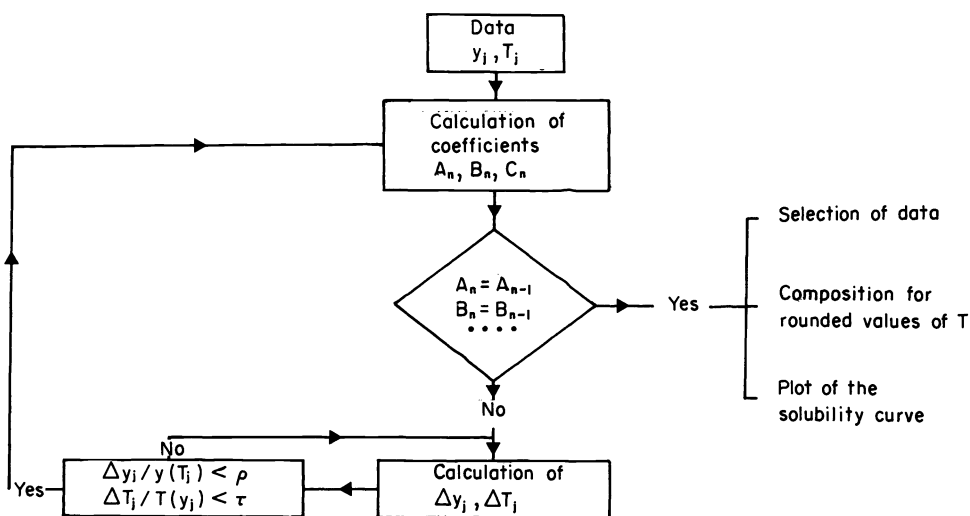 Data
y_j, T_j
Calculation of
coefficients
A_n, B_n, C_n
A_n = A_{n-1}
B_n = B_{n-1}
• • • •
Yes
Selection of data
Composition for
rounded values of T
Plot of the
solubility curve
No
No
Calculation of
Δy_j, ΔT_j
Δy_j / y(T_j) < ρ
ΔT_j / T(y_j) < τ
Yes